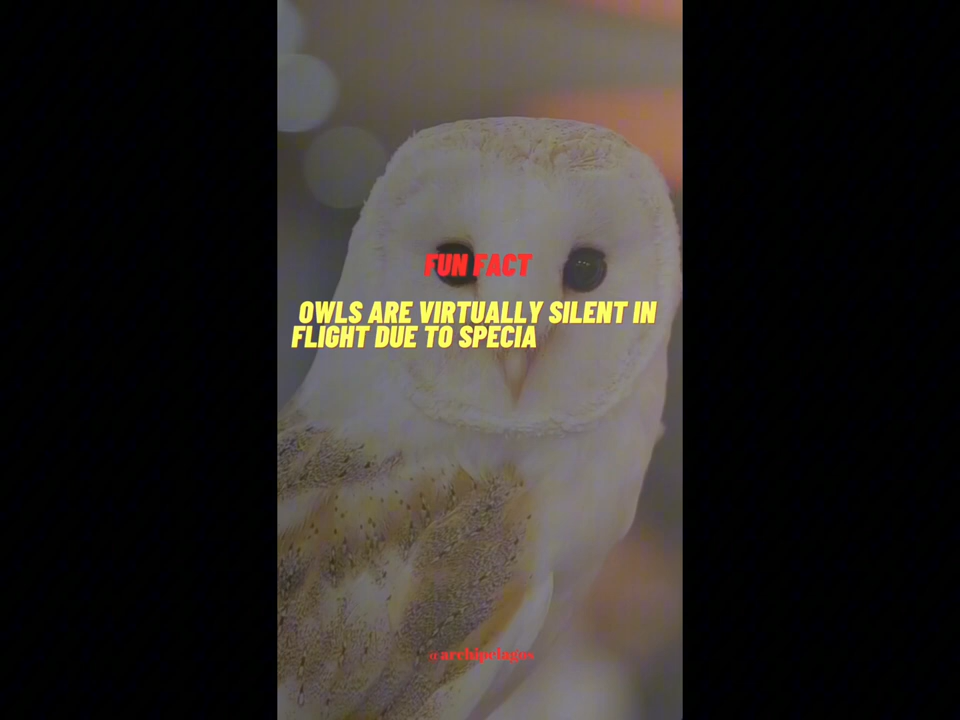 FUN FACT
OWLS ARE VIRTUALLY SILENT IN
FLIGHT DUE TO SPECIA
@archipelagos